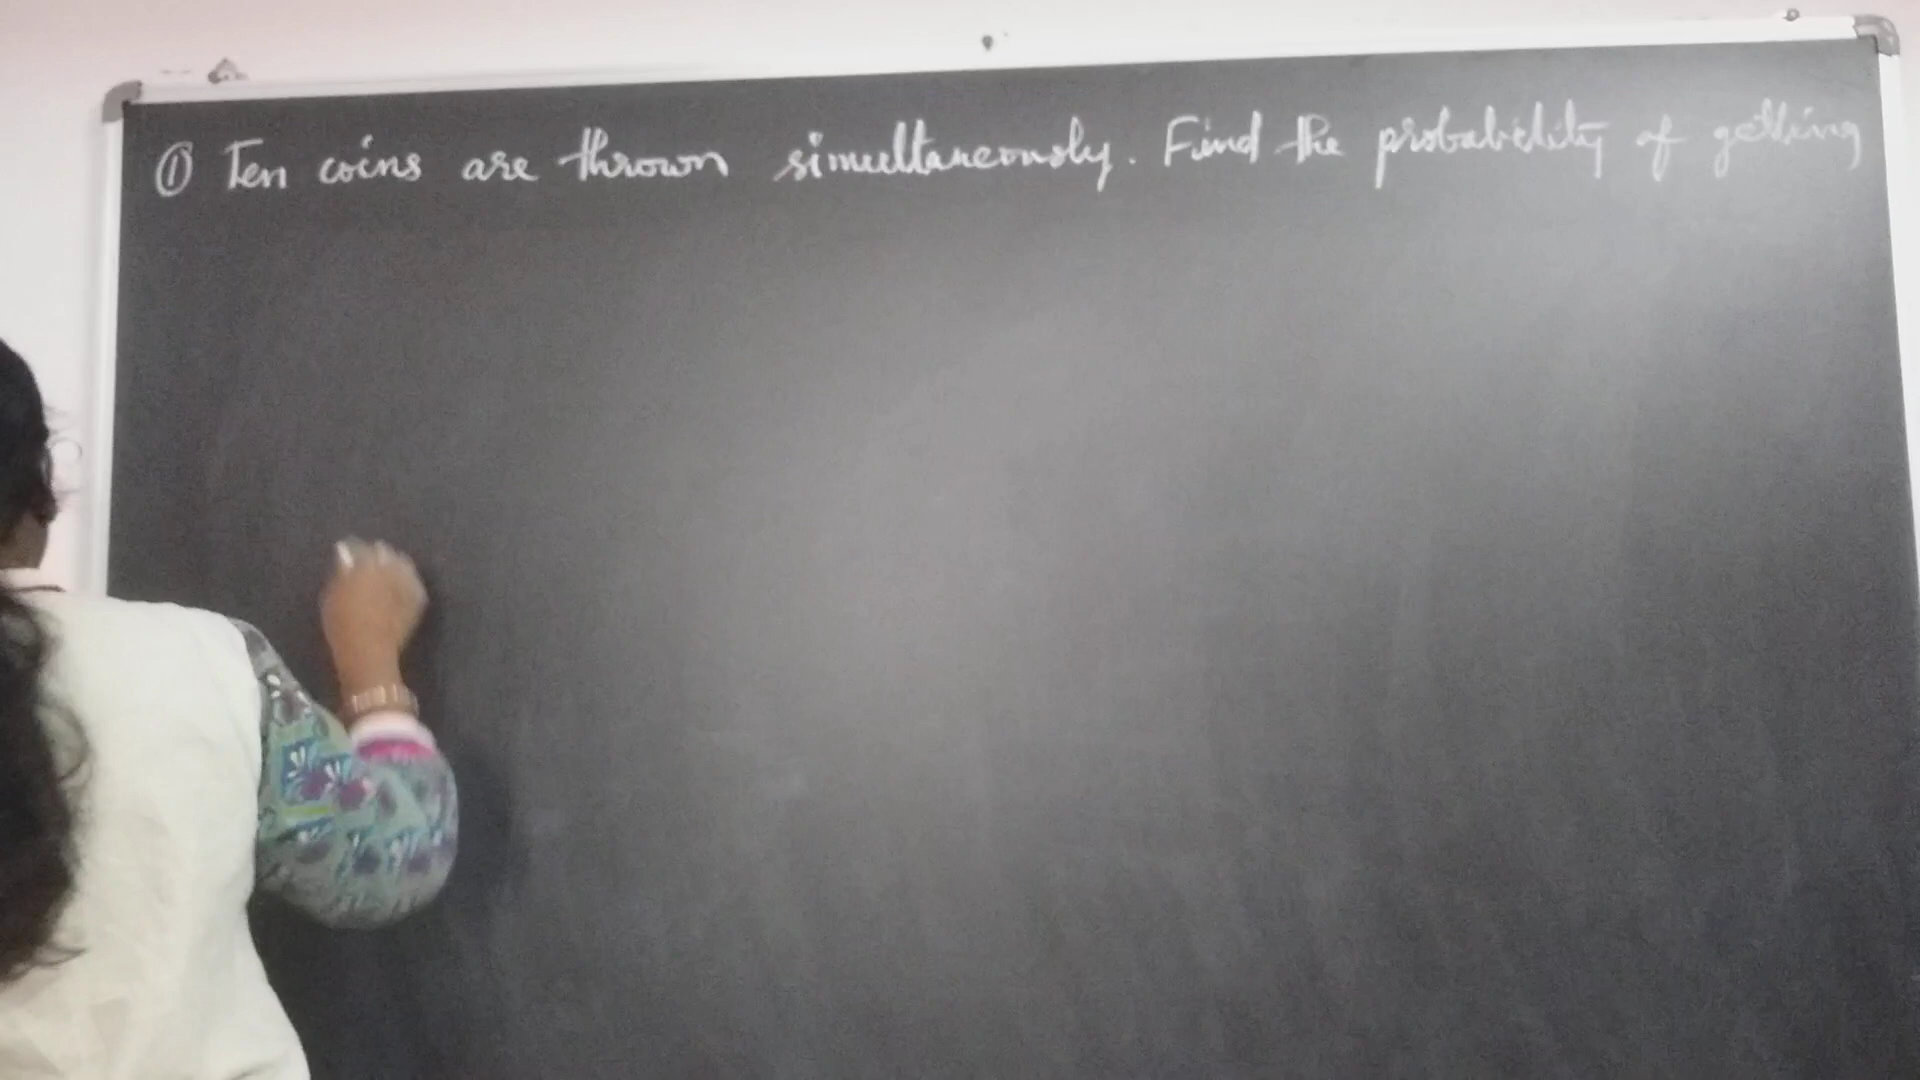 ① Ten coins are thrown simultaneously. Find the probability of getting